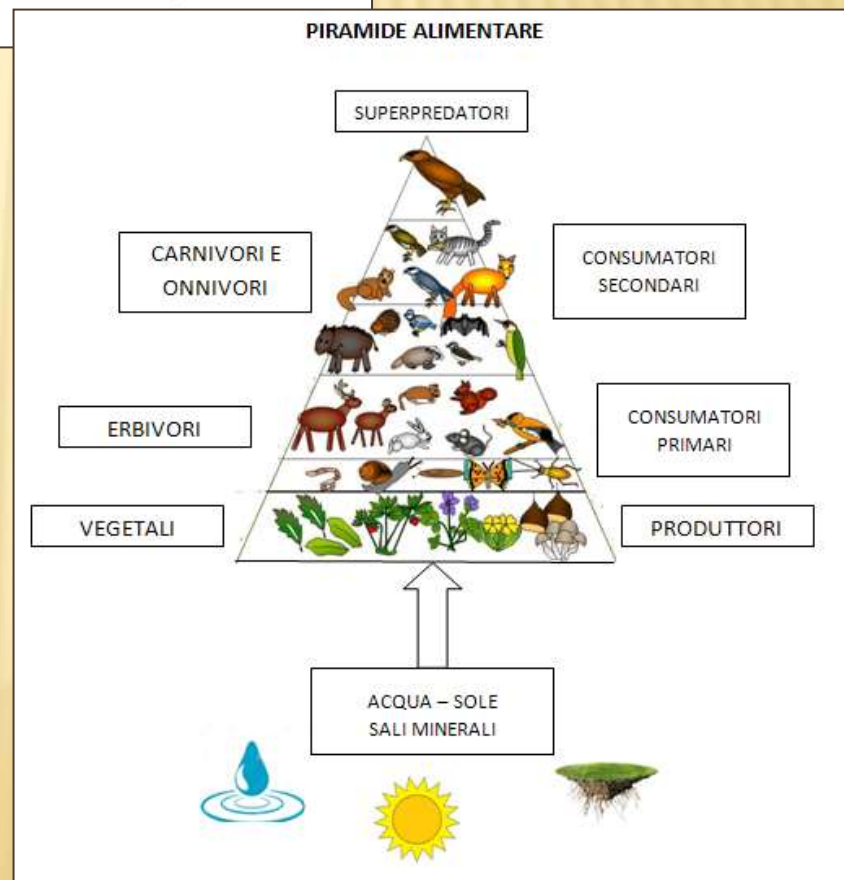 PIRAMIDE ALIMENTARE
SUPERPREDATORI
CARNIVORI E
ONNIVORI
CONSUMATORI
SECONDARI
ERBIVORI
CONSUMATORI
PRIMARI
VEGETALI
PRODUTTORI
ACQUA – SOLE
SALI MINERALI